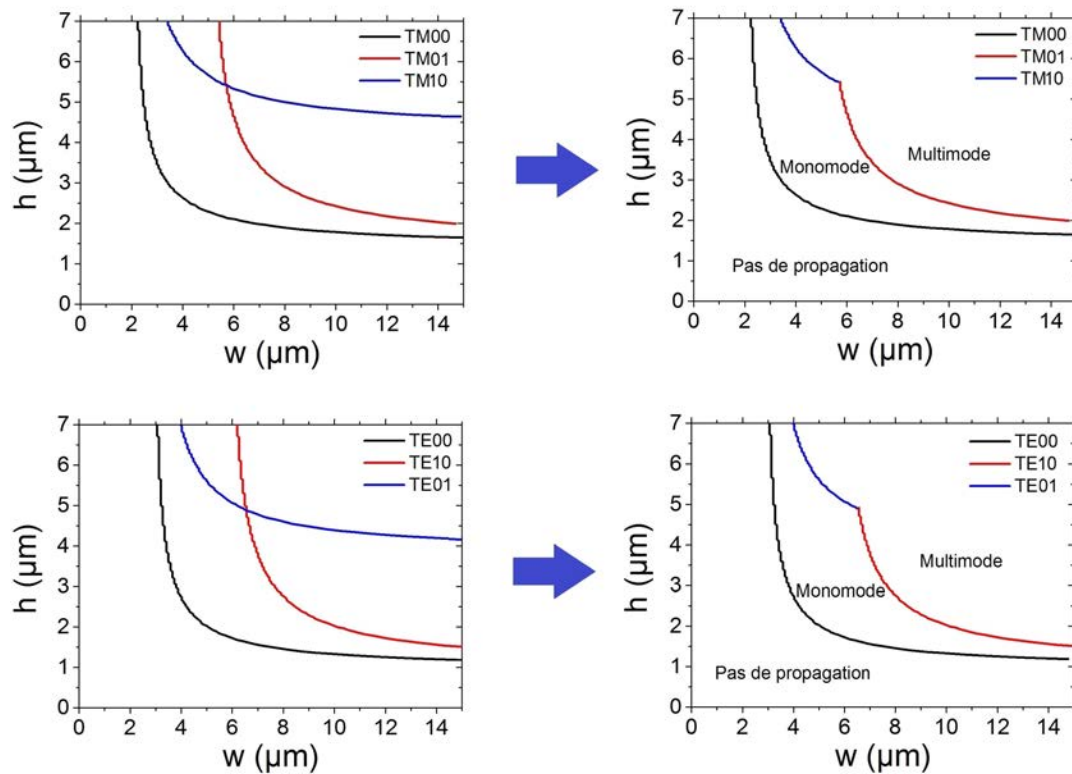 7
6
5
4
3
2
1
0
h (µm)
TM00
TM01
TM10
0 2 4 6 8 10 12 14
w (µm)
7
6
5
4
3
2
1
0
h (µm)
TM00
TM01
TM10
Monomode
Multimode
Pas de propagation
0 2 4 6 8 10 12 14
w (µm)
7
6
5
4
3
2
1
0
h (µm)
TE00
TE10
TE01
0 2 4 6 8 10 12 14
w (µm)
7
6
5
4
3
2
1
0
h (µm)
TE00
TE10
TE01
Multimode
Monomode
Pas de propagation
0 2 4 6 8 10 12 14
w (µm)